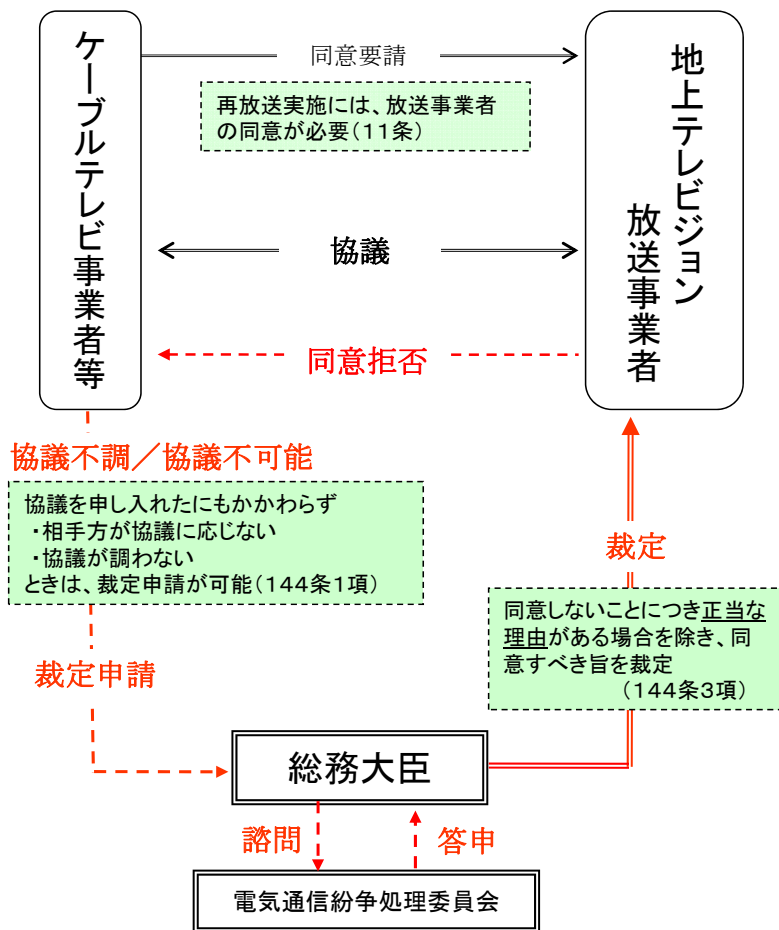 ケーブルテレビ事業者等
同意要請
地上テレビジョン
放送事業者
再放送実施には、放送事業者
の同意が必要(11条)
協議
同意拒否
協議不調／協議不可能
協議を申し入れたにもかかわらず
・相手方が協議に応じない
・協議が調わない
ときは、裁定申請が可能(144条1項)
裁定
同意しないことにつき正当な
理由がある場合を除き、同
意すべき旨を裁定
(144条3項)
裁定申請
総務大臣
諮問
答申
電気通信紛争処理委員会